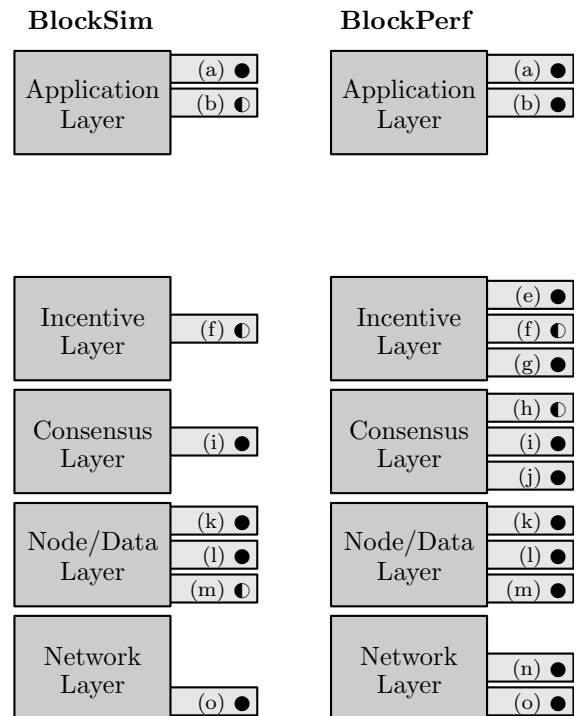 BlockSim BlockPerf
(a) ● (a) ●
Application Application
(b) ◐ (b) ●
Layer Layer
(e) ●
Incentive Incentive
(f) ◐ (f) ◐
Layer Layer
(g) ●
(h) ◐
Consensus Consensus
(i) ● (i) ●
Layer Layer
(j) ●
(k) ● (k) ●
Node/Data Node/Data
(l) ● (l) ●
Layer Layer
(m) ◐ (m) ●
Network Network
(n) ●
Layer Layer
(o) ● (o) ●